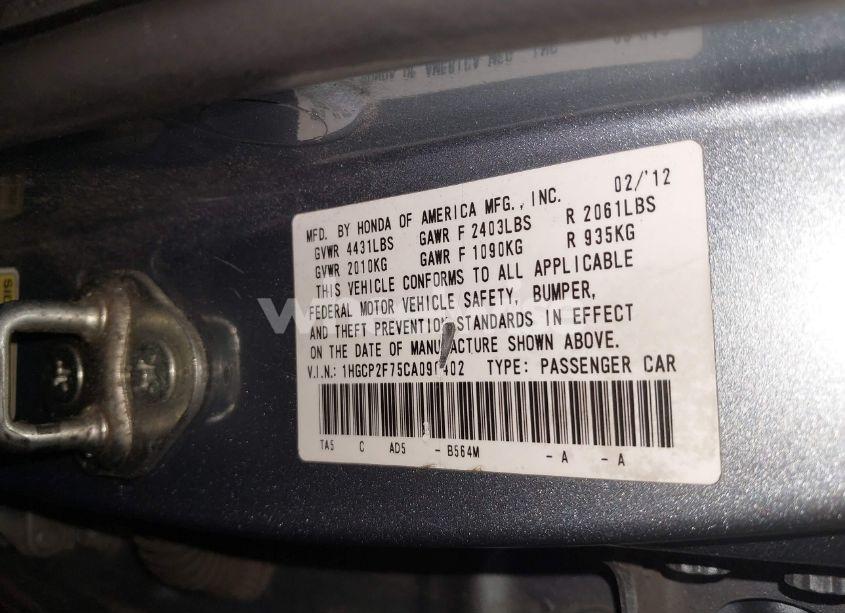 MFD. BY HONDA OF AMERICA MFG., INC. 02/'12
GVWR 4431LBS GAWR F 2403LBS R 2061LBS
GVWR 2010KG GAWR F 1090KG R 935KG
THIS VEHICLE CONFORMS TO ALL APPLICABLE
FEDERAL MOTOR VEHICLE SAFETY, BUMPER,
AND THEFT PREVENTION STANDARDS IN EFFECT
ON THE DATE OF MANUFACTURE SHOWN ABOVE.
V.I.N.: TYPE: PASSENGER CAR
TA5 C AD5 - B564M - A - A